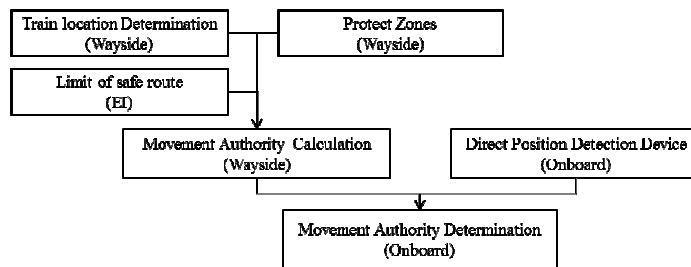 Train location Determination
(Wayside)
Protect Zones
(Wayside)
Limit of safe route
(EI)
Movement Authority Calculation
(Wayside)
Direct Position Detection Device
(Onboard)
Movement Authority Determination
(Onboard)